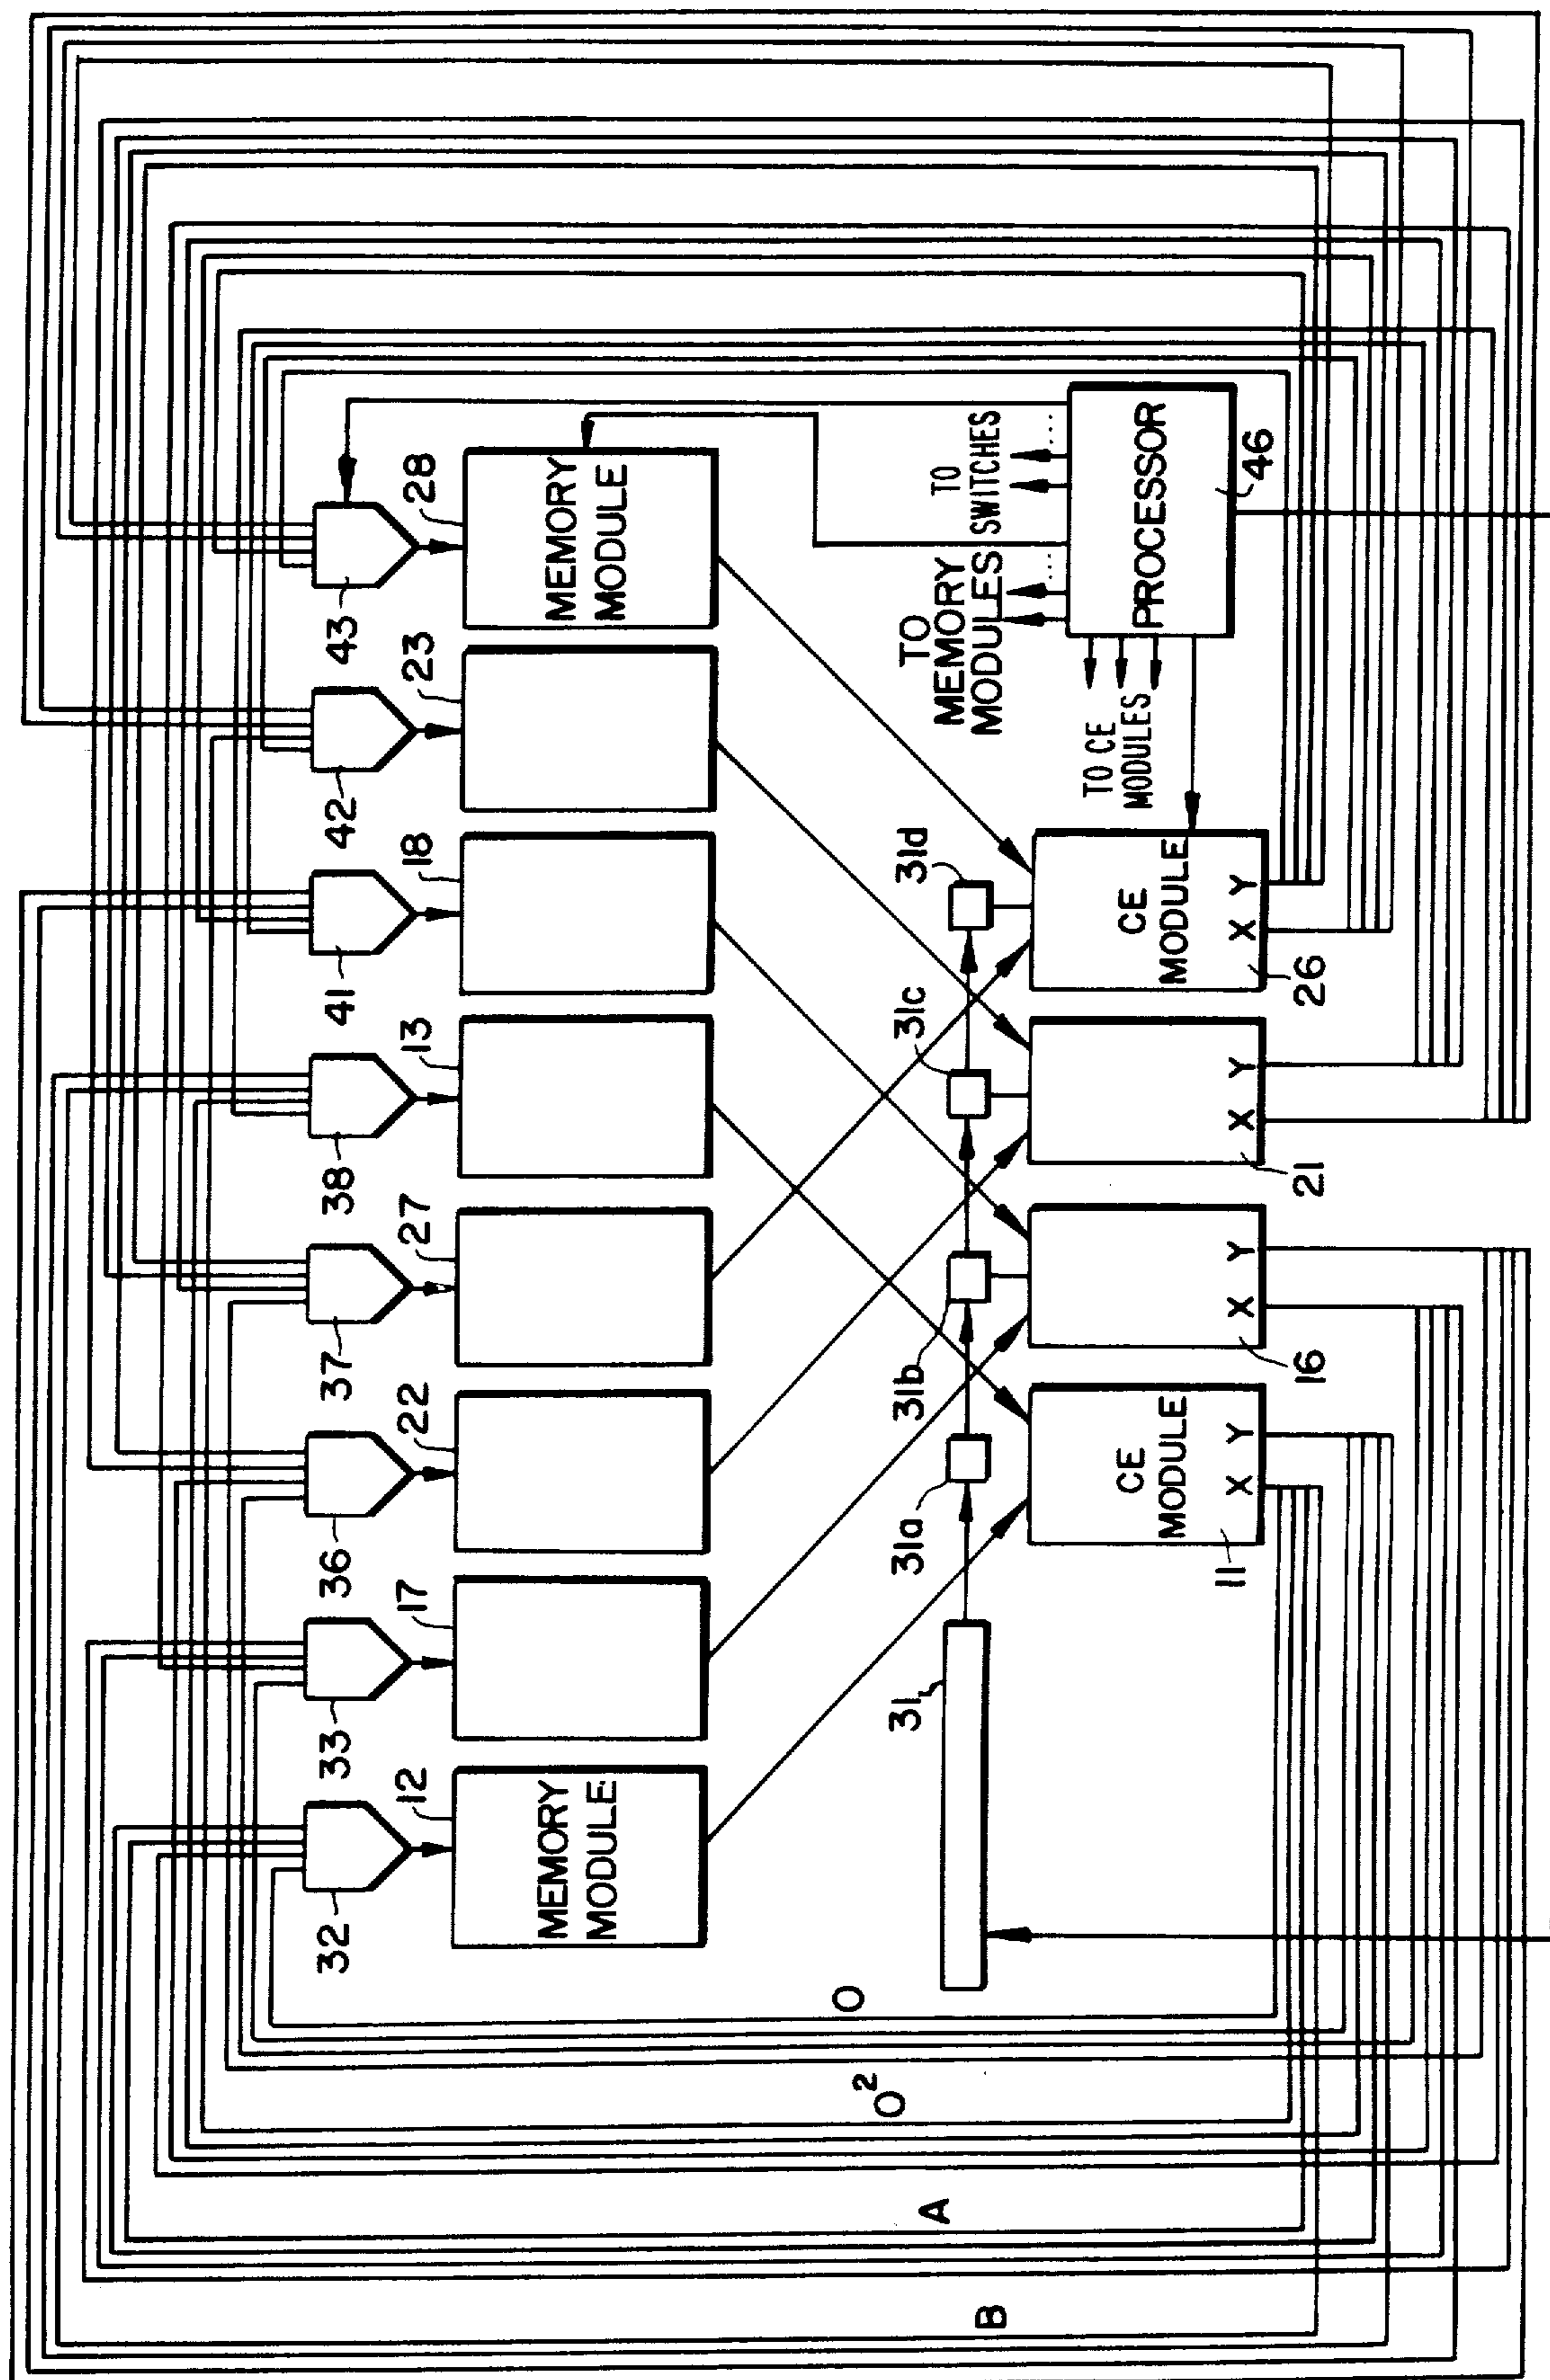 32
33
36
37
38
41
42
43
12
17
22
27
13
18
23
28
MEMORY
MODULE
MEMORY
MODULE
O
O²
A
B
31
31a
31b
31c
31d
TO
MEMORY
MODULES
TO
SWITCHES
TO CE
MODULES
PROCESSOR
46
CE
MODULE
X Y
11
X Y
16
X Y
21
CE
MODULE
X Y
26